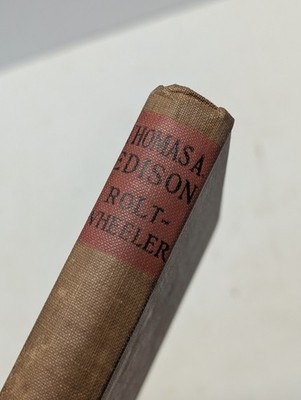 THOMAS A.
EDISON
ROLT-
WHEELER